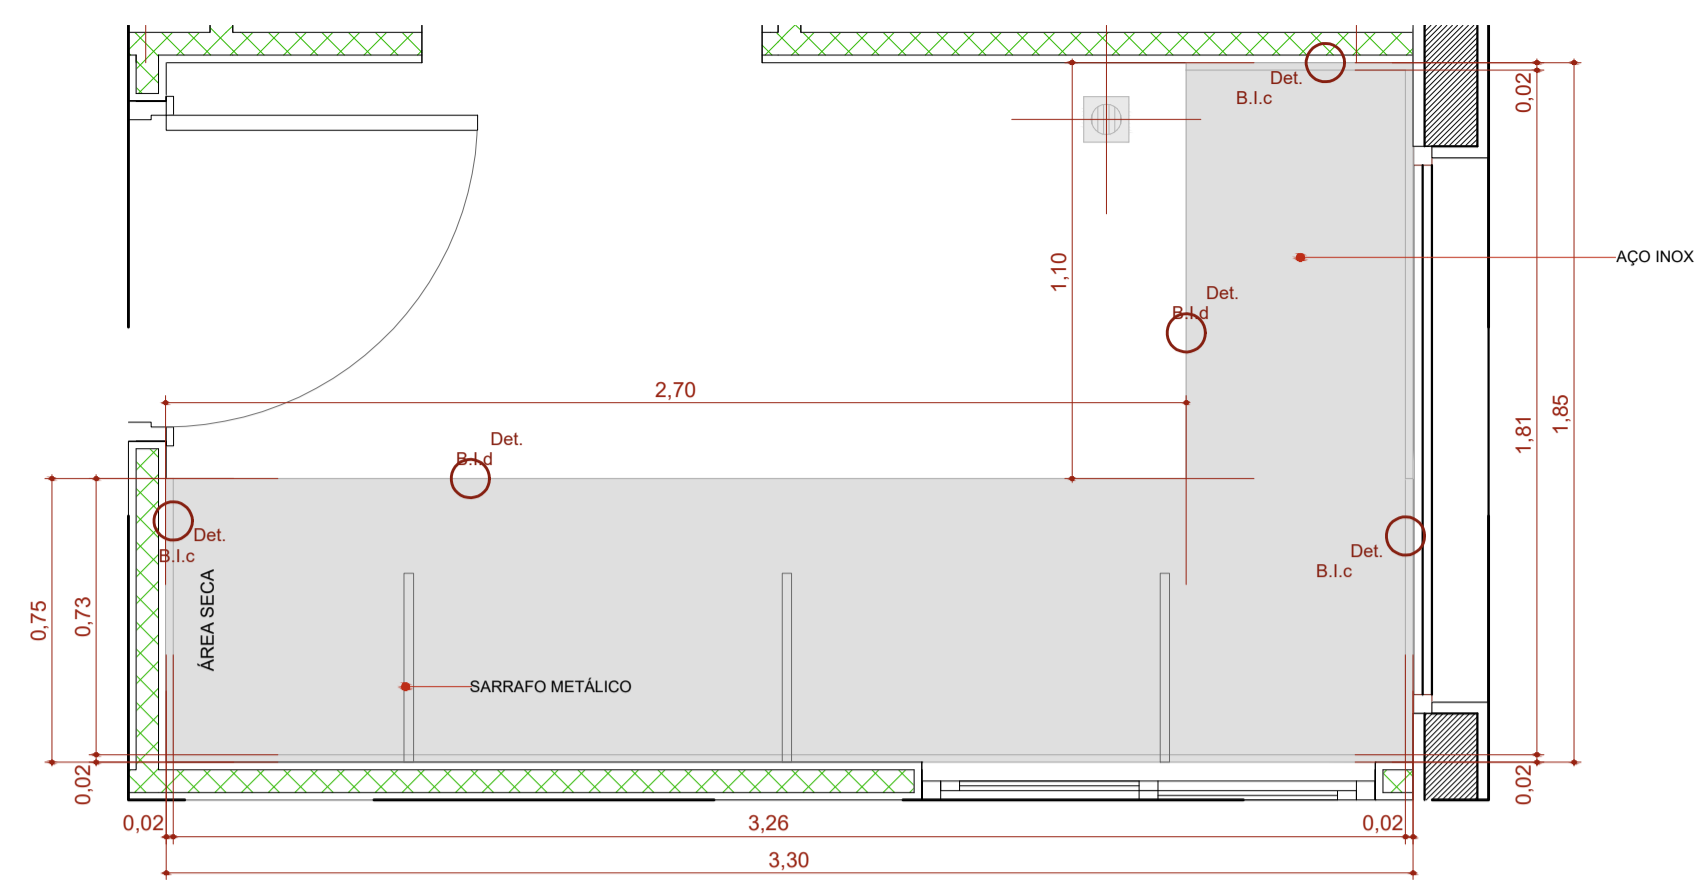 Det.
B.I.c
0,02
AÇO INOX
1,10
Det.
B.I.d
2,70
1,81
1,85
Det.
B.I.d
Det.
B.I.c
Det.
B.I.c
ÁREA SECA
0,75
0,73
SARRAFO METÁLICO
0,02
0,02
0,02
3,26
0,02
3,30